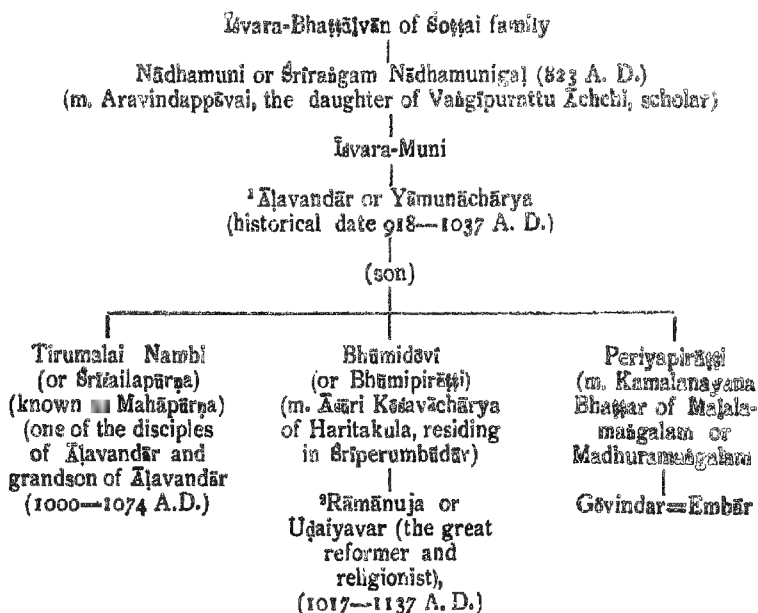 Īśvara-Bhaṭṭāḷvān of Śoṭṭai family
Nādhamuni or Śrīraṅgam Nādhamunigaḷ (823 A. D.)
(m. Aravindappāvai, the daughter of Vaṅgīpurattu Āchchi, scholar)
Īśvara-Muni
¹Āḷavandār or Yāmunāchārya
(historical date 918—1037 A. D.)
(son)
Tirumalai Nambi
(or Śrīśailapūrṇa)
(known Mahāpūrṇa)
(one of the disciples
of Āḷavandār and
grandson of Āḷavandār
(1000—1074 A.D.)
Bhūmidēvī
(or Bhūmipirāṭṭi)
(m. Āsūri Kēśavāchārya
of Haritakula, residing
in Śrīperumbūdūr)
²Rāmānuja or
Uḍaiyavar (the great
reformer and
religionist),
(1017—1137 A. D.)
Periyapirāṭṭi
(m. Kamalanayana
Bhaṭṭar of Maḷala-
maṅgalam or
Madhuramaṅgalam
Gōvindar=Embār